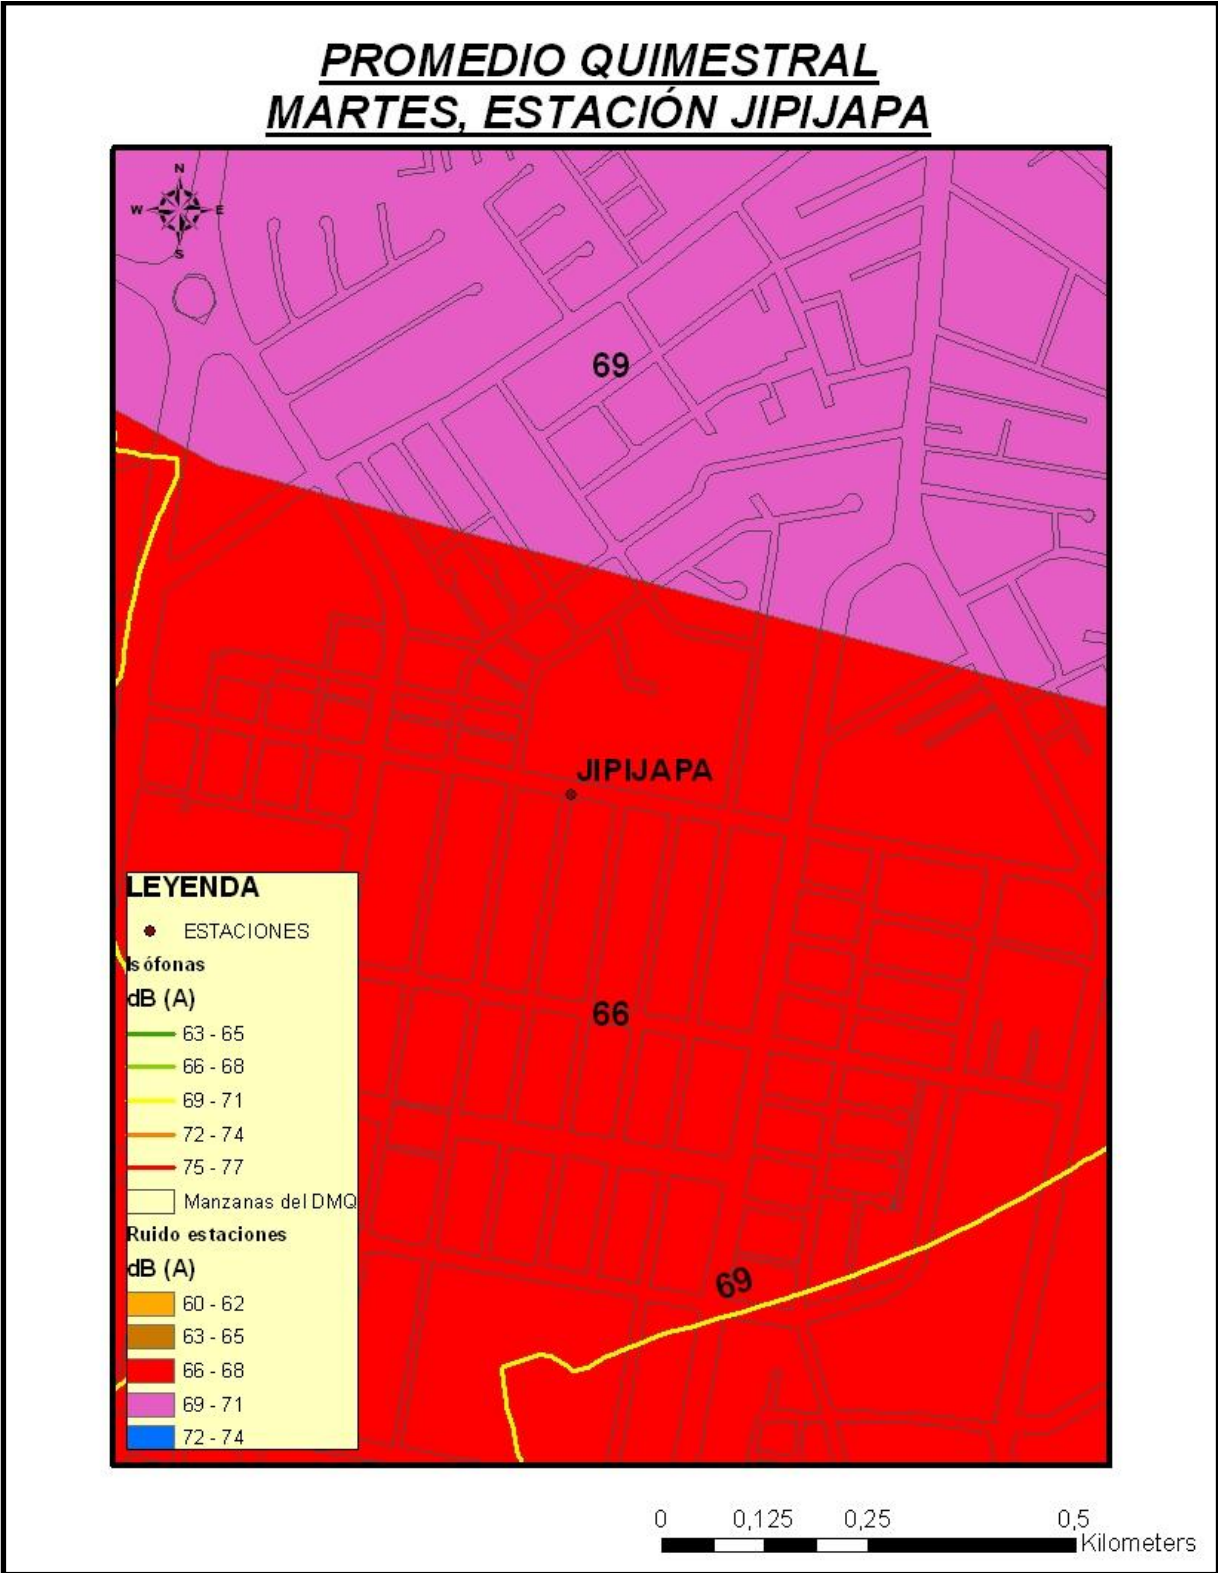 PROMEDIO QUIMESTRAL
MARTES, ESTACIÓN JIPIJAPA
N
W E
S
69
JIPIJAPA
66
69
LEYENDA
ESTACIONES
Isófonas
dB (A)
63 - 65
66 - 68
69 - 71
72 - 74
75 - 77
Manzanas del DMQ
Ruido estaciones
dB (A)
60 - 62
63 - 65
66 - 68
69 - 71
72 - 74
0 0,125 0,25 0,5
Kilometers